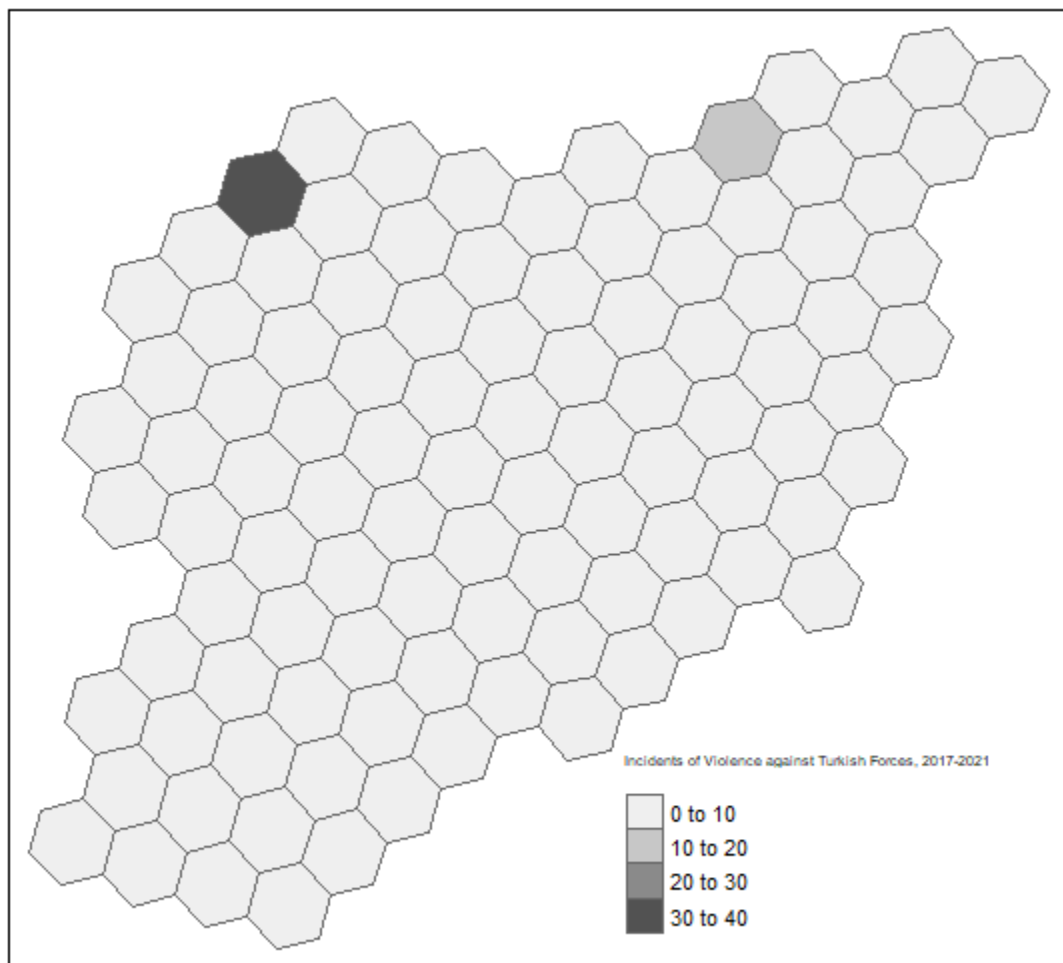 Incidents of Violence against Turkish Forces, 2017-2021
0 to 10
10 to 20
20 to 30
30 to 40